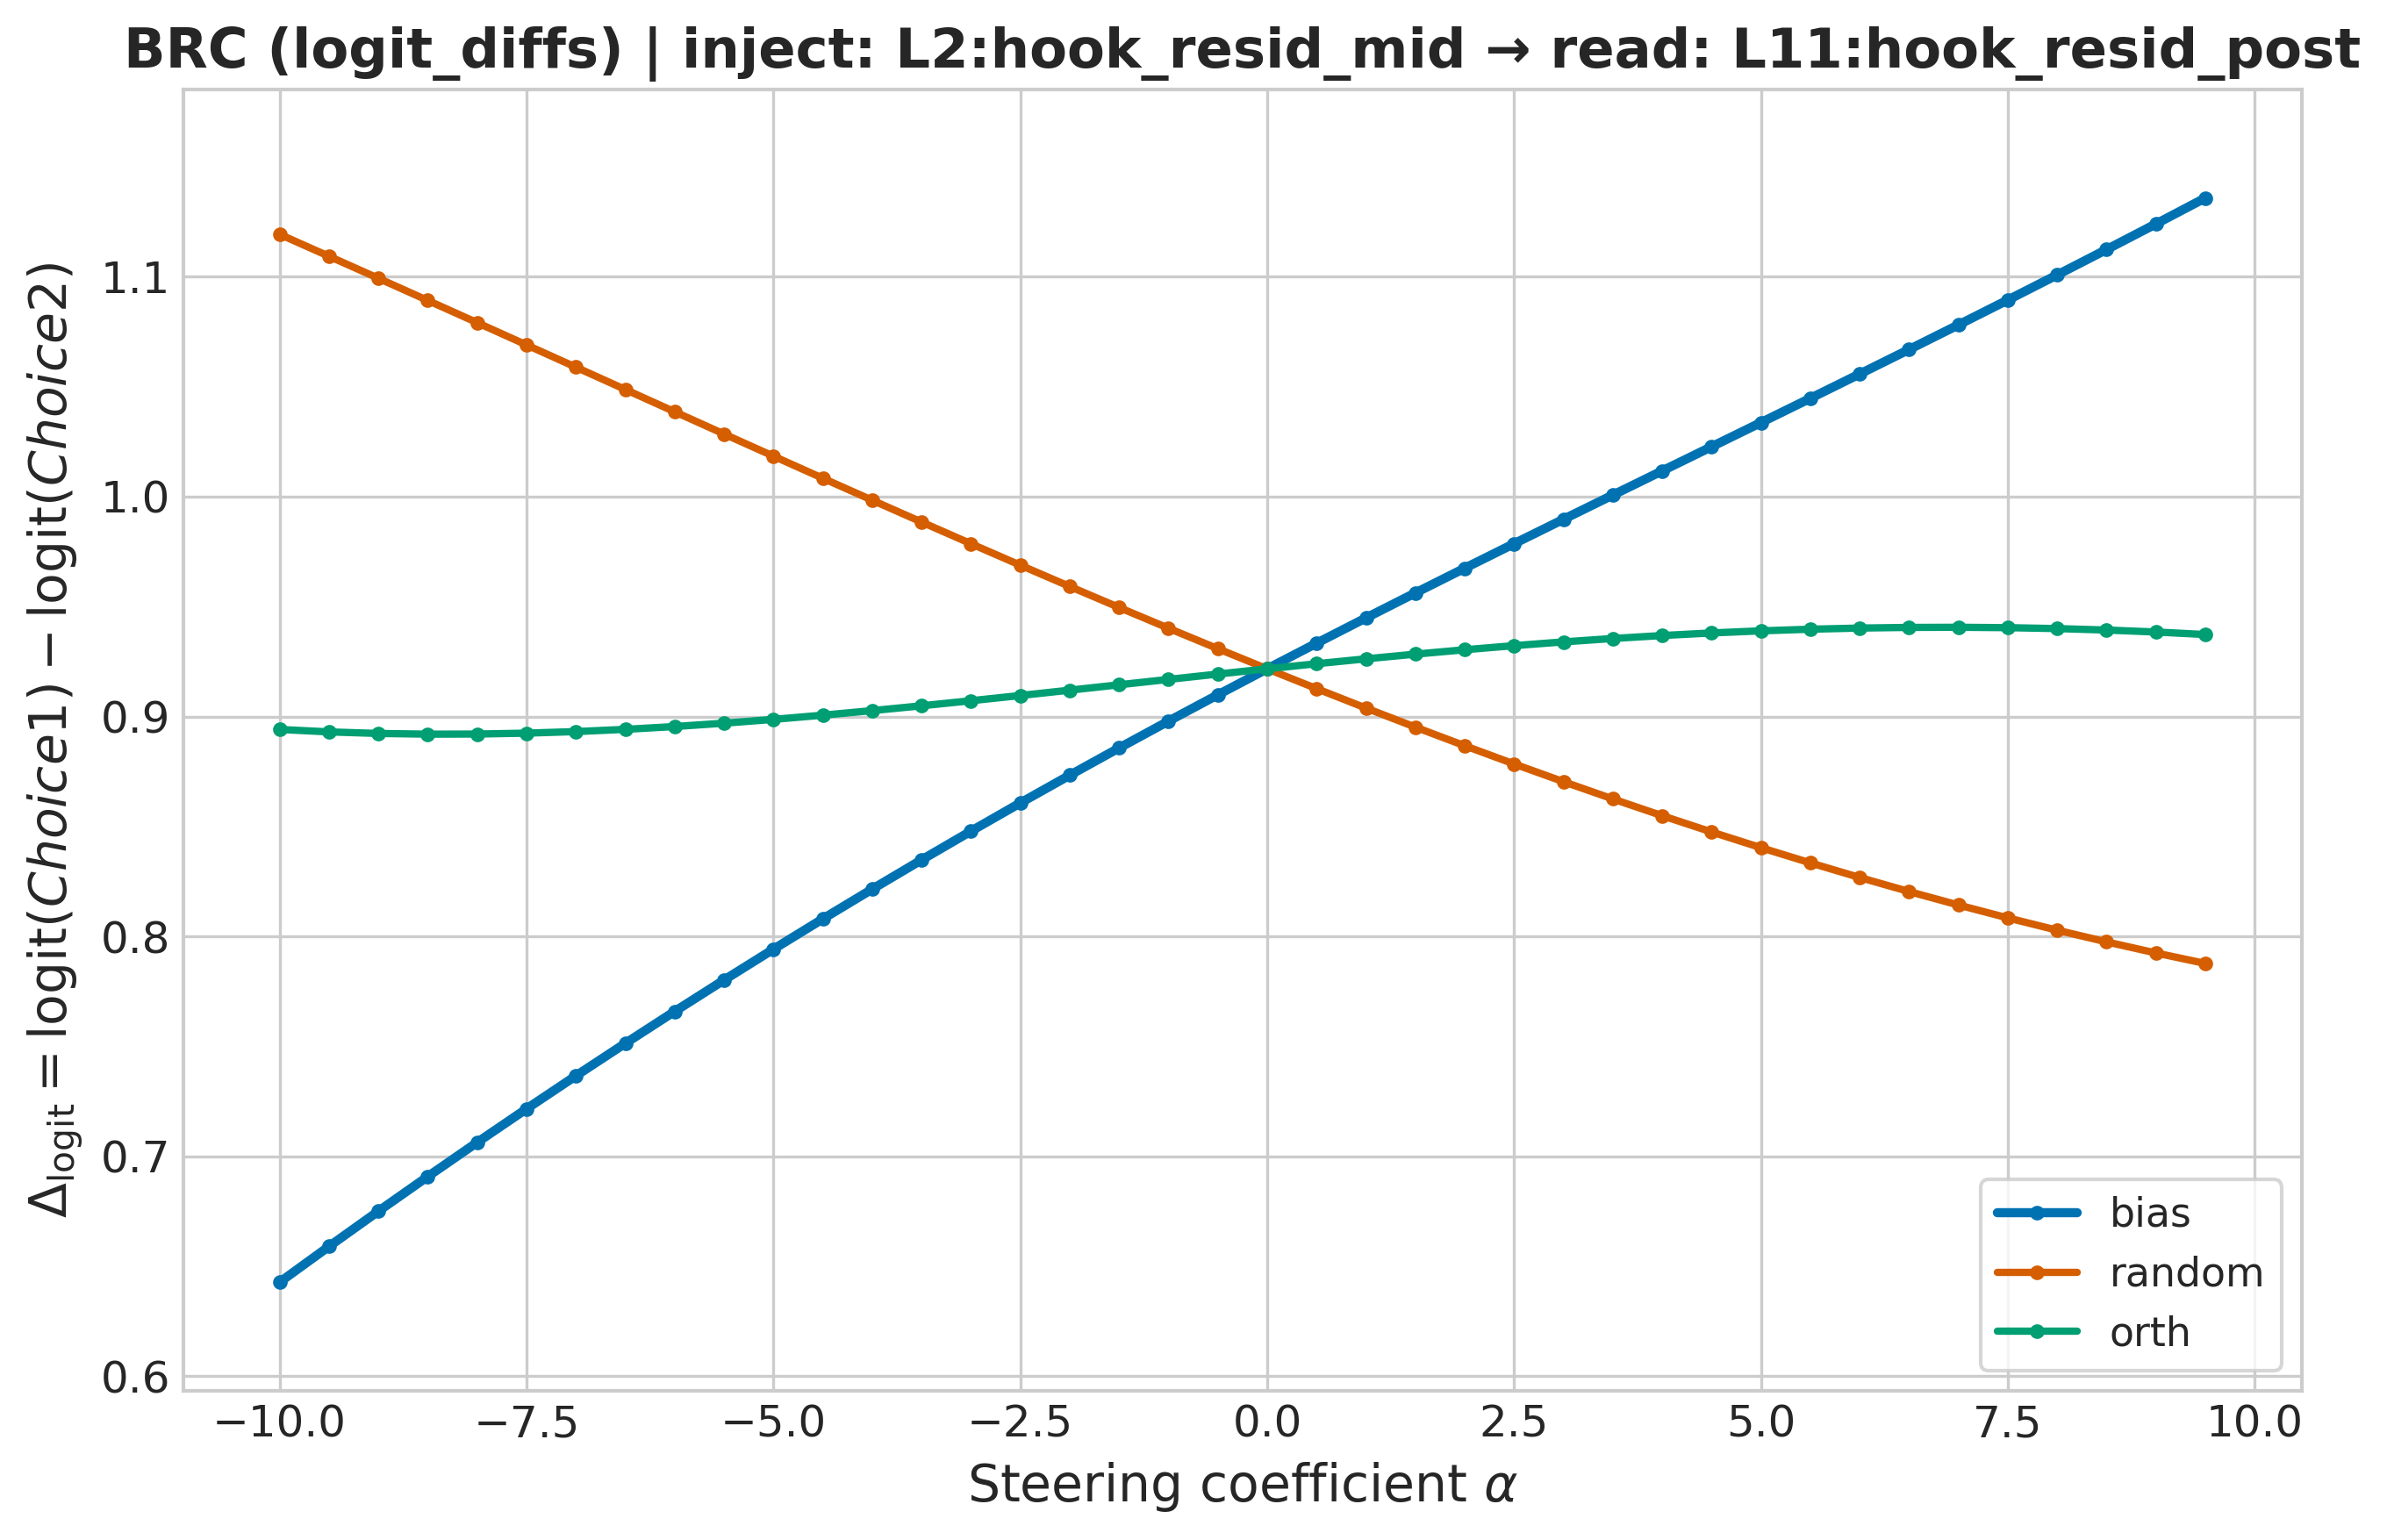 BRC (logit_diffs) | inject: L2:hook_resid_mid → read: L11:hook_resid_post
Δlogit = logit(Choice1) − logit(Choice2)
1.1
1.0
0.9
0.8
0.7
0.6
bias
random
orth
−10.0 −7.5 −5.0 −2.5 0.0 2.5 5.0 7.5 10.0
Steering coefficient α